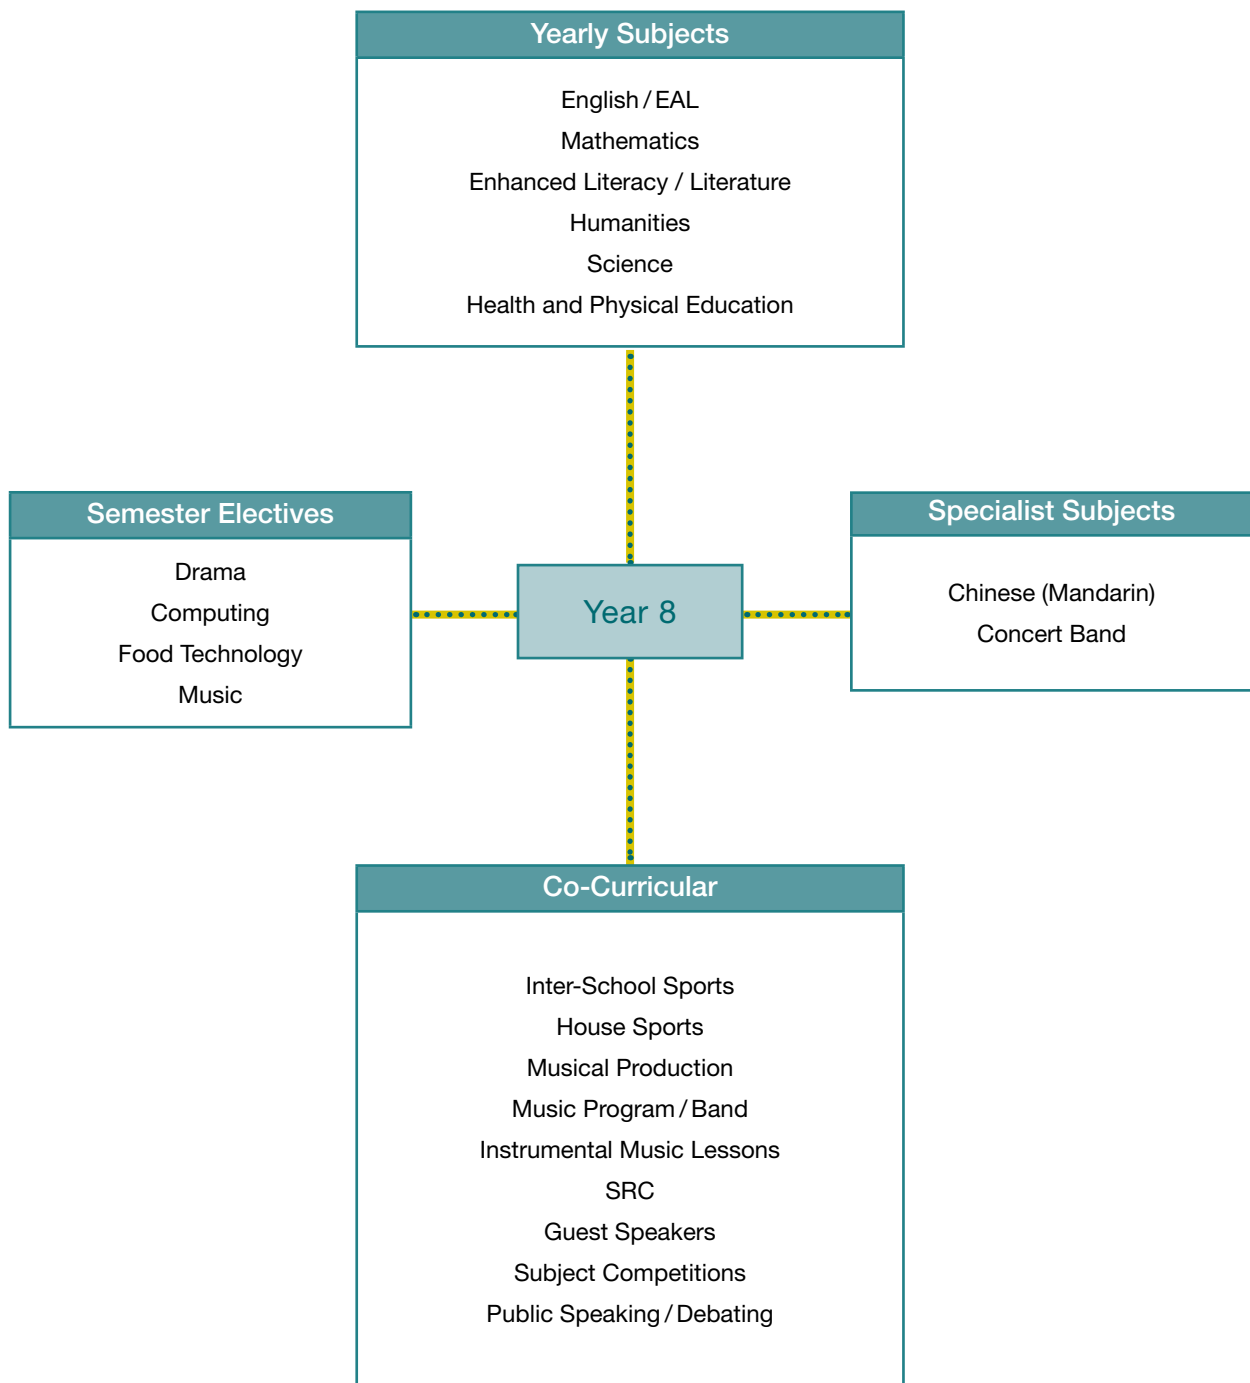 Yearly Subjects
English / EAL
Mathematics
Enhanced Literacy / Literature
Humanities
Science
Health and Physical Education
Semester Electives
Drama
Computing
Food Technology
Music
Year 8
Specialist Subjects
Chinese (Mandarin)
Concert Band
Co-Curricular
Inter-School Sports
House Sports
Musical Production
Music Program / Band
Instrumental Music Lessons
SRC
Guest Speakers
Subject Competitions
Public Speaking / Debating